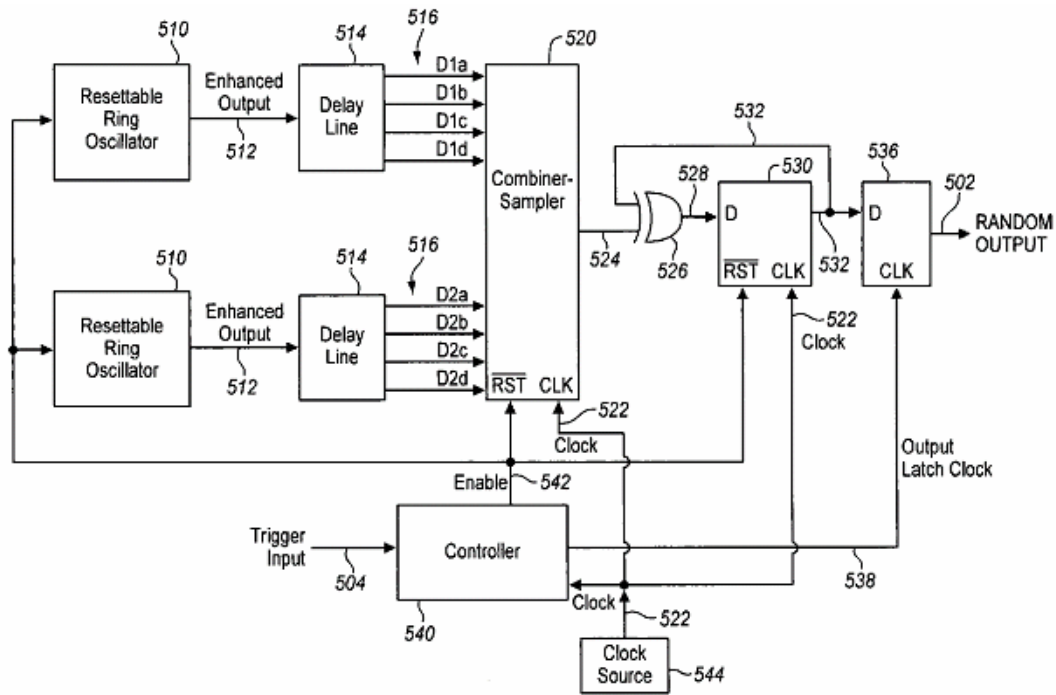 510
514
516
520
Resettable
Ring
Oscillator
Enhanced
Output
512
Delay
Line
D1a
D1b
D1c
D1d
Combiner-
Sampler
532
530
536
528
502
D
D
RANDOM
OUTPUT
524
526
532
RST CLK
CLK
510
514
516
522
Clock
Resettable
Ring
Oscillator
Enhanced
Output
512
Delay
Line
D2a
D2b
D2c
D2d
RST CLK
522
Clock
Output
Latch Clock
Enable
542
Trigger
Input
504
Controller
538
Clock
540
522
Clock
Source
544